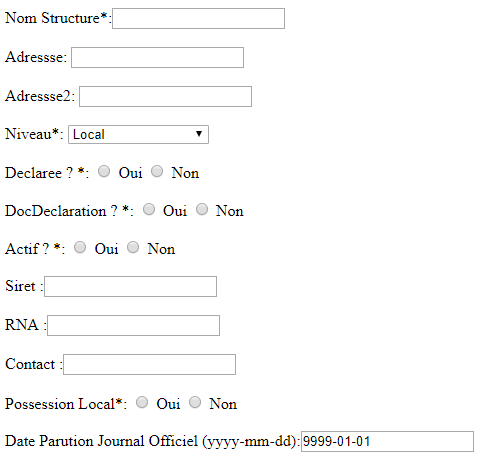 Nom Structure*:
Adressse:
Adressse2:
Niveau*: Local
Declaree ? *: Oui Non
DocDeclaration ? *: Oui Non
Actif ? *: Oui Non
Siret :
RNA :
Contact :
Possession Local*: Oui Non
Date Parution Journal Officiel (yyyy-mm-dd): 9999-01-01